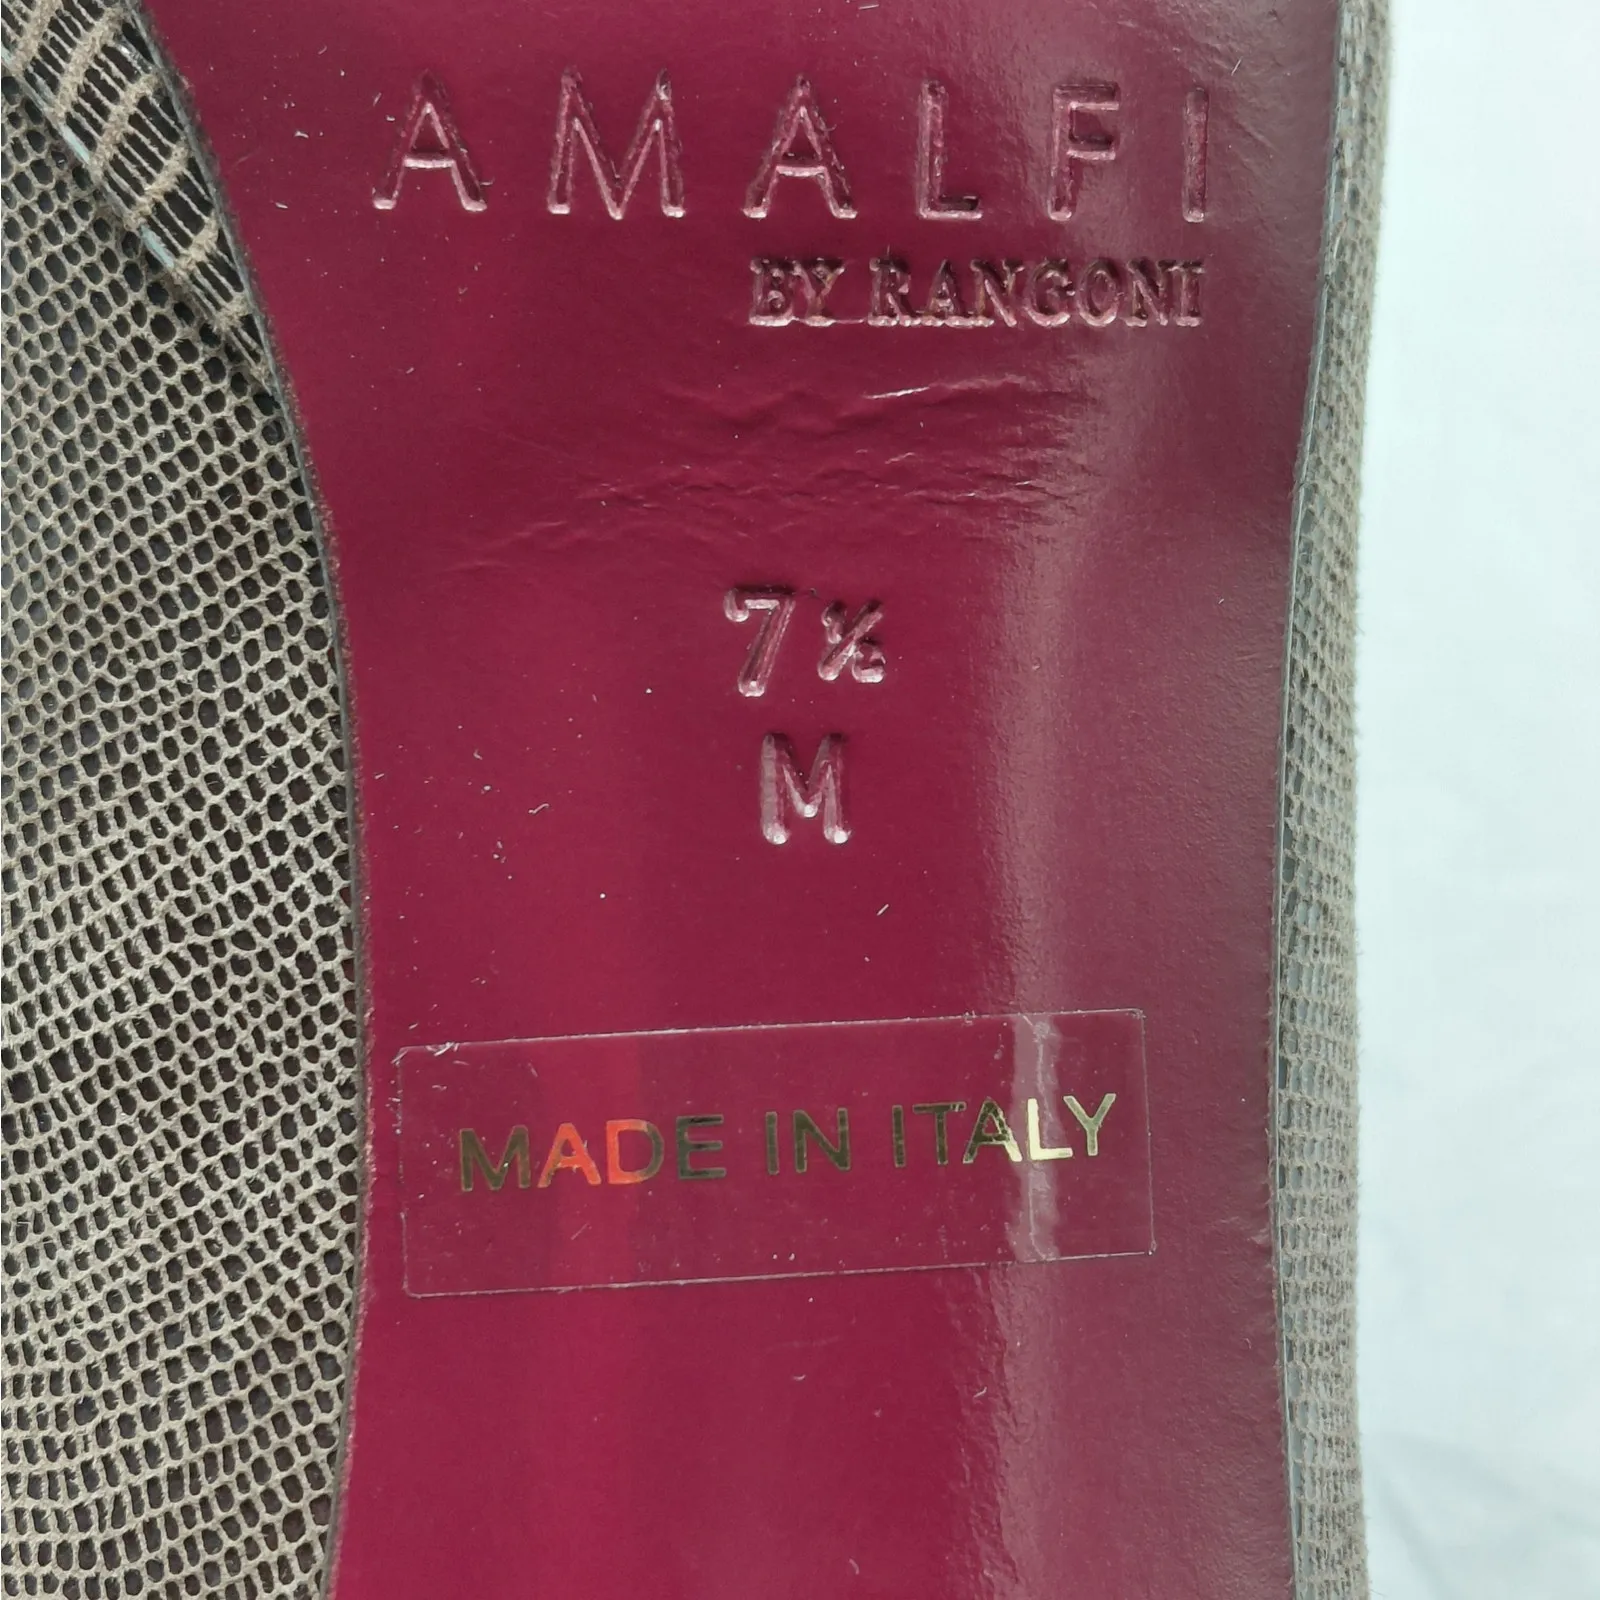 AMALFI
BY RANGONI
7½
M
MADE IN ITALY